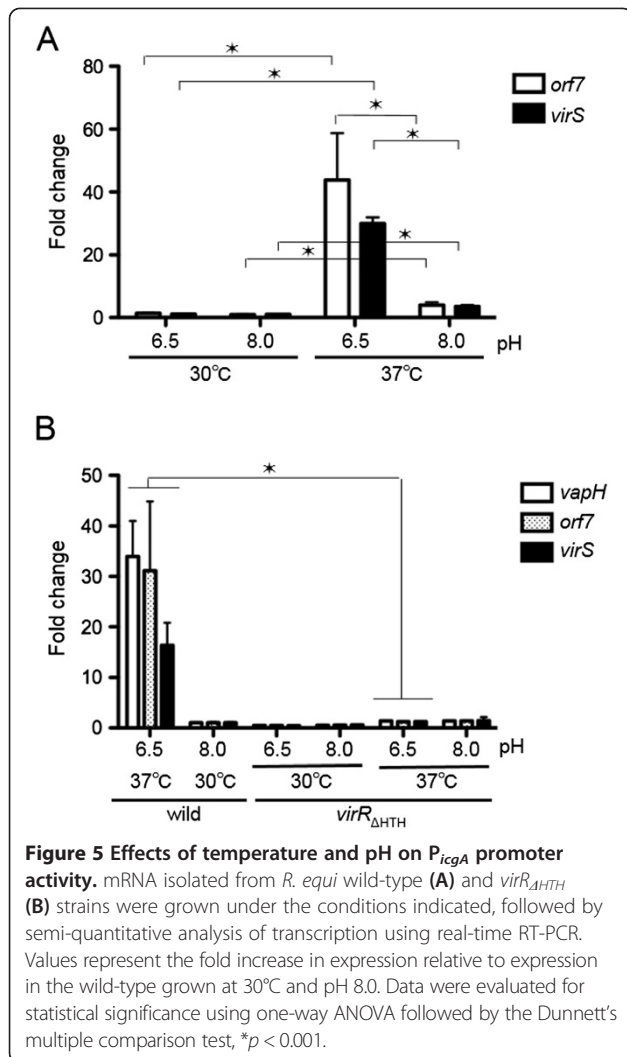 A
*
*
80
orf7
virS
*
60
*
Fold change
40
*
*
20
0
6.5 8.0 6.5 8.0 pH
30°C 37°C
B
50
*
vapH
orf7
virS
40
30
Fold change
20
10
0
6.5 8.0 6.5 8.0 6.5 8.0 pH
37°C 30°C 30°C 37°C
wild virRΔHTH
Figure 5 Effects of temperature and pH on PicgA promoter
activity. mRNA isolated from R. equi wild-type (A) and virRΔHTH
(B) strains were grown under the conditions indicated, followed by
semi-quantitative analysis of transcription using real-time RT-PCR.
Values represent the fold increase in expression relative to expression
in the wild-type grown at 30°C and pH 8.0. Data were evaluated for
statistical significance using one-way ANOVA followed by the Dunnett's
multiple comparison test, *p < 0.001.